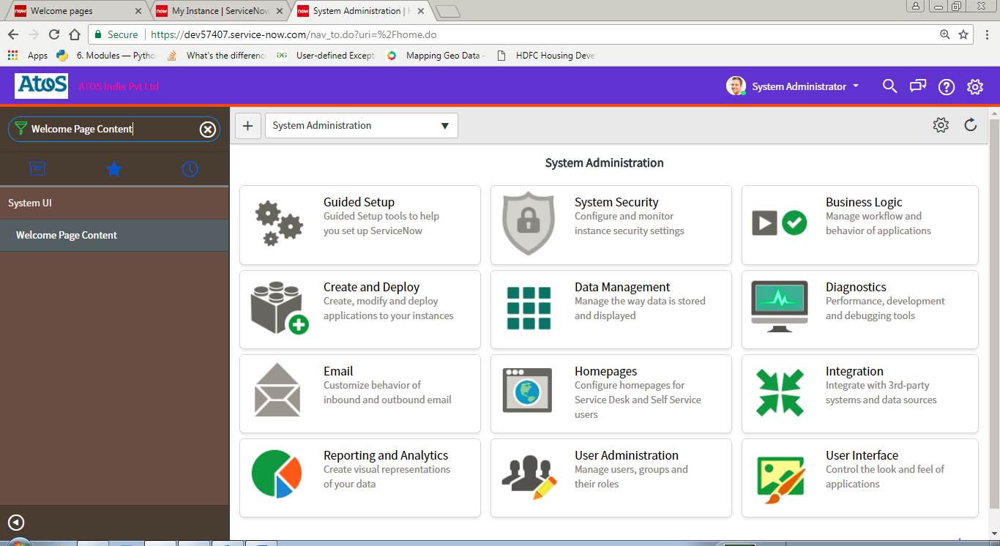 Welcome pages
My Instance | ServiceNow
System Administration | H
Secure
https://dev57407.service-now.com/nav_to.do?uri=%2Fhome.do
Apps
6. Modules — Pytho
What's the differenc
User-defined Excepti
Mapping Geo Data –
HDFC Housing Deve
AtoS
ATOS India Pvt Ltd
System Administrator
Welcome Page Content
System Administration
System UI
Welcome Page Content
System Administration
Guided Setup
Guided Setup tools to help
you set up ServiceNow
System Security
Configure and monitor
instance security settings
Business Logic
Manage workflow and
behavior of applications
Create and Deploy
Create, modify and deploy
applications to your instances
Data Management
Manage the way data is stored
and displayed
Diagnostics
Performance, development
and debugging tools
Email
Customize behavior of
inbound and outbound email
Homepages
Configure homepages for
Service Desk and Self Service
users
Integration
Integrate with 3rd-party
systems and data sources
Reporting and Analytics
Create visual representations
of your data
User Administration
Manage users, groups and
their roles
User Interface
Control the look and feel of
applications